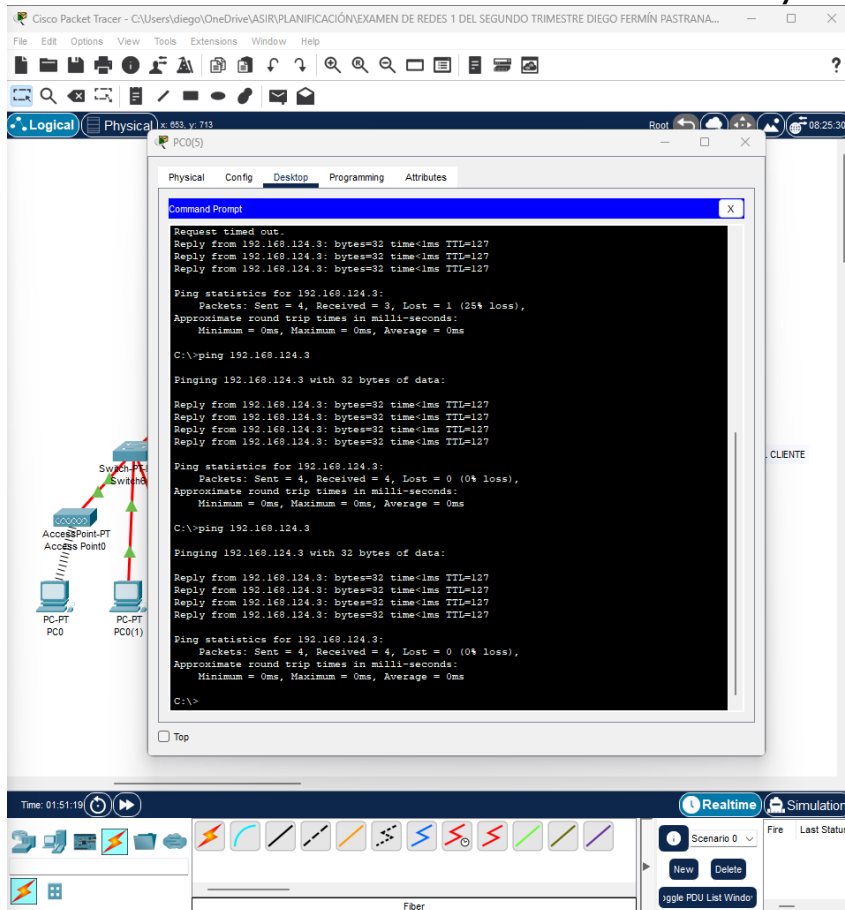 Cisco Packet Tracer - C:\Users\diego\OneDrive\ASIR\PLANIFICACIÓN\EXAMEN DE REDES 1 DEL SEGUNDO TRIMESTRE DIEGO FERMÍN PASTRANA...
File Edit Options View Tools Extensions Window Help
?
Logical Physical x: 653, y: 713 Root 08:25:30
PC0(5)
Physical Config Desktop Programming Attributes
Command Prompt X
Request timed out.
Reply from 192.168.124.3: bytes=32 time<1ms TTL=127
Reply from 192.168.124.3: bytes=32 time<1ms TTL=127
Reply from 192.168.124.3: bytes=32 time<1ms TTL=127
Ping statistics for 192.168.124.3:
Packets: Sent = 4, Received = 3, Lost = 1 (25% loss),
Approximate round trip times in milli-seconds:
Minimum = 0ms, Maximum = 0ms, Average = 0ms
C:\>ping 192.168.124.3
Pinging 192.168.124.3 with 32 bytes of data:
Reply from 192.168.124.3: bytes=32 time<1ms TTL=127
Reply from 192.168.124.3: bytes=32 time<1ms TTL=127
Reply from 192.168.124.3: bytes=32 time<1ms TTL=127
Reply from 192.168.124.3: bytes=32 time<1ms TTL=127
Ping statistics for 192.168.124.3:
Packets: Sent = 4, Received = 4, Lost = 0 (0% loss),
Approximate round trip times in milli-seconds:
Minimum = 0ms, Maximum = 0ms, Average = 0ms
C:\>ping 192.168.124.3
Pinging 192.168.124.3 with 32 bytes of data:
Reply from 192.168.124.3: bytes=32 time<1ms TTL=127
Reply from 192.168.124.3: bytes=32 time<1ms TTL=127
Reply from 192.168.124.3: bytes=32 time<1ms TTL=127
Reply from 192.168.124.3: bytes=32 time<1ms TTL=127
Ping statistics for 192.168.124.3:
Packets: Sent = 4, Received = 4, Lost = 0 (0% loss),
Approximate round trip times in milli-seconds:
Minimum = 0ms, Maximum = 0ms, Average = 0ms
C:\>
Top
CLIENTE
Switch-PT-
Switch
AccessPoint-PT
Access Point0
PC-PT
PC0
PC-PT
PC0(1)
Time: 01:51:19 Realtime Simulation
Scenario 0 Fire Last Statu
New Delete
oggle PDU List Windo
Fiber